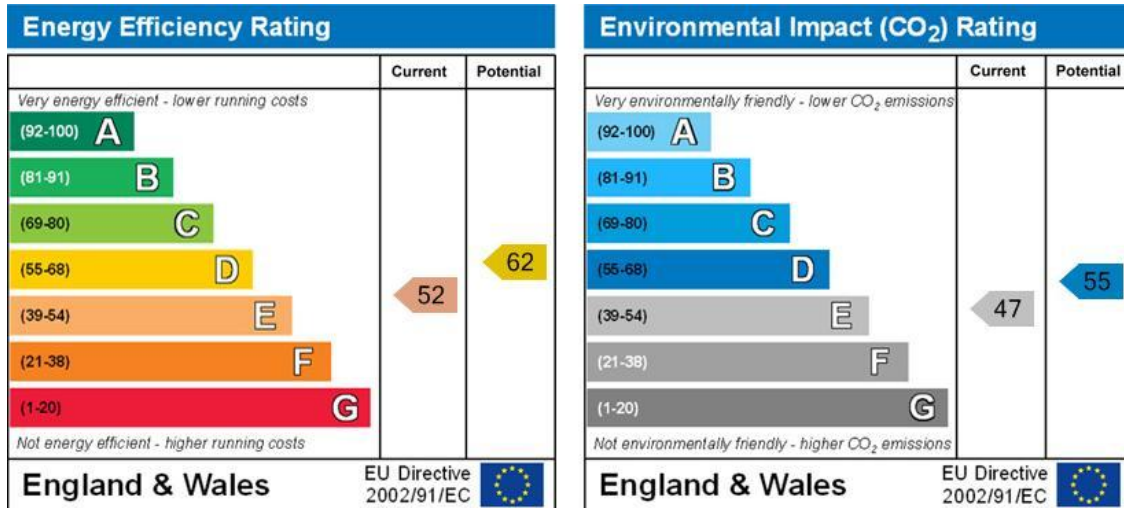 Energy Efficiency Rating
Current Potential
Very energy efficient - lower running costs
(92-100) A
(81-91) B
(69-80) C
(55-68) D
62
(39-54) E
52
(21-38) F
(1-20) G
Not energy efficient - higher running costs
England & Wales
EU Directive
2002/91/EC
Environmental Impact (CO₂) Rating
Current Potential
Very environmentally friendly - lower CO₂ emissions
(92-100) A
(81-91) B
(69-80) C
(55-68) D
55
(39-54) E
47
(21-38) F
(1-20) G
Not environmentally friendly - higher CO₂ emissions
England & Wales
EU Directive
2002/91/EC